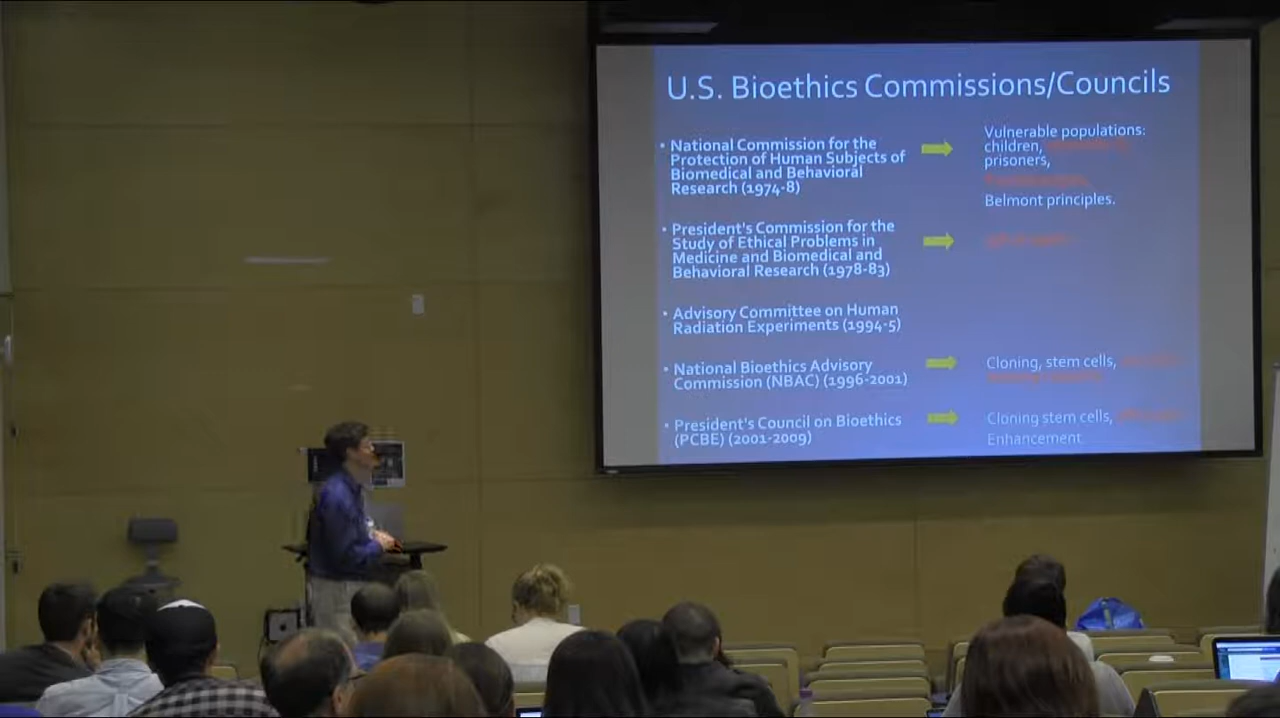 U.S. Bioethics Commissions/Councils
• National Commission for the
Protection of Human Subjects of
Biomedical and Behavioral
Research (1974-8)
Vulnerable populations:
children,
prisoners,
Belmont principles.
• President's Commission for the
Study of Ethical Problems in
Medicine and Biomedical and
Behavioral Research (1978-83)
• Advisory Committee on Human
Radiation Experiments (1994-5)
• National Bioethics Advisory
Commission (NBAC) (1996-2001)
Cloning, stem cells,
• President's Council on Bioethics
(PCBE) (2001-2009)
Cloning stem cells,
Enhancement